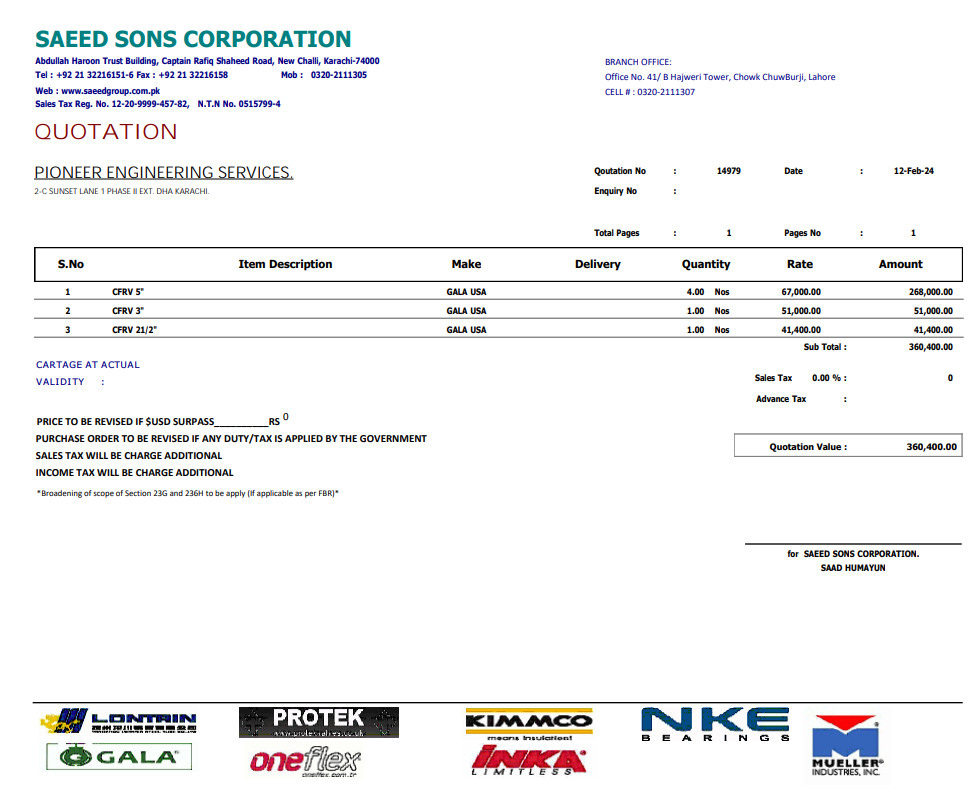 SAEED SONS CORPORATION
Abdullah Haroon Trust Building, Captain Rafiq Shaheed Road, New Challi, Karachi-74000
Tel : +92 21 32216151-6 Fax : +92 21 32216158 Mob : 0320-2111305
Web : www.saeedgroup.com.pk
Sales Tax Reg. No. 12-20-9999-457-82, N.T.N No. 0515799-4
BRANCH OFFICE:
Office No. 41/ B Hajweri Tower, Chowk ChuwBurji, Lahore
CELL # : 0320-2111307
QUOTATION
PIONEER ENGINEERING SERVICES.
2-C SUNSET LANE 1 PHASE II EXT. DHA KARACHI.
Qoutation No : 14979 Date : 12-Feb-24
Enquiry No :
Total Pages : 1 Pages No : 1
S.No Item Description Make Delivery Quantity Rate Amount
1 CFRV 5" GALA USA 4.00 Nos 67,000.00 268,000.00
2 CFRV 3" GALA USA 1.00 Nos 51,000.00 51,000.00
3 CFRV 21/2" GALA USA 1.00 Nos 41,400.00 41,400.00
Sub Total : 360,400.00
CARTAGE AT ACTUAL
VALIDITY :
Sales Tax 0.00 % : 0
Advance Tax :
PRICE TO BE REVISED IF $USD SURPASS__________RS 0
PURCHASE ORDER TO BE REVISED IF ANY DUTY/TAX IS APPLIED BY THE GOVERNMENT
SALES TAX WILL BE CHARGE ADDITIONAL
INCOME TAX WILL BE CHARGE ADDITIONAL
Quotation Value : 360,400.00
*Broadening of scope of Section 23G and 236H to be apply (If applicable as per FBR)*
for SAEED SONS CORPORATION.
SAAD HUMAYUN
LONTRIN
PROTEK
www.protekvalves.co.uk
KIMMCO
means insulation!
NKE
BEARINGS
MUELLER®
INDUSTRIES, INC.
GALA®
oneflex
oneflex.com.tr
İNKA
LIMITLESS